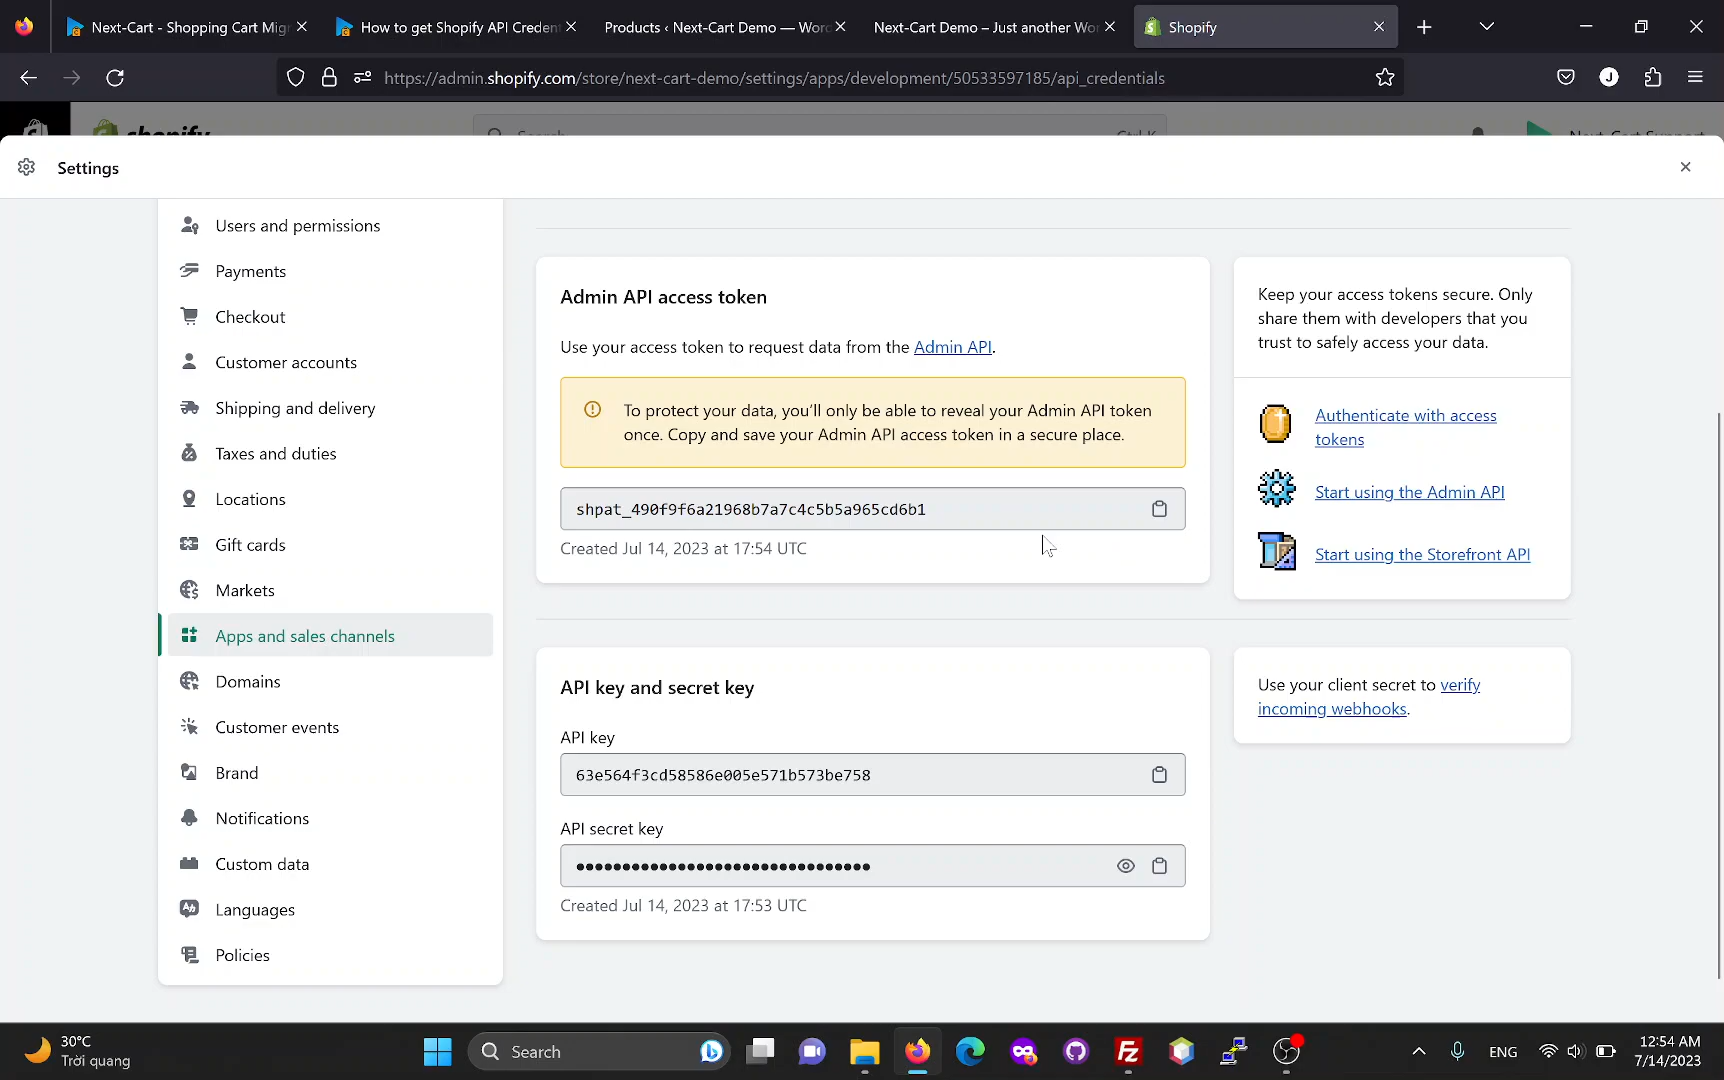 Next-Cart - Shopping Cart Migr
How to get Shopify API Creden
Products ‹ Next-Cart Demo — Wor
Next-Cart Demo – Just another Wor
Shopify
https://admin.shopify.com/store/next-cart-demo/settings/apps/development/50533597185/api_credentials
J
shopify
Search
Ctrl K
Next-Cart Support
Settings
Users and permissions
Payments
Checkout
Customer accounts
Shipping and delivery
Taxes and duties
Locations
Gift cards
Markets
Apps and sales channels
Domains
Customer events
Brand
Notifications
Custom data
Languages
Policies
Admin API access token
Use your access token to request data from the Admin API.
To protect your data, you’ll only be able to reveal your Admin API token
once. Copy and save your Admin API access token in a secure place.
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
Created Jul 14, 2023 at 17:54 UTC
Keep your access tokens secure. Only
share them with developers that you
trust to safely access your data.
Authenticate with access
tokens
Start using the Admin API
Start using the Storefront API
API key and secret key
API key
63e564f3cd58586e005e571b573be758
API secret key
••••••••••••••••••••••••••••••••
Created Jul 14, 2023 at 17:53 UTC
Use your client secret to verify
incoming webhooks.
30°C
Trời quang
Search
Fz
ENG
12:54 AM
7/14/2023